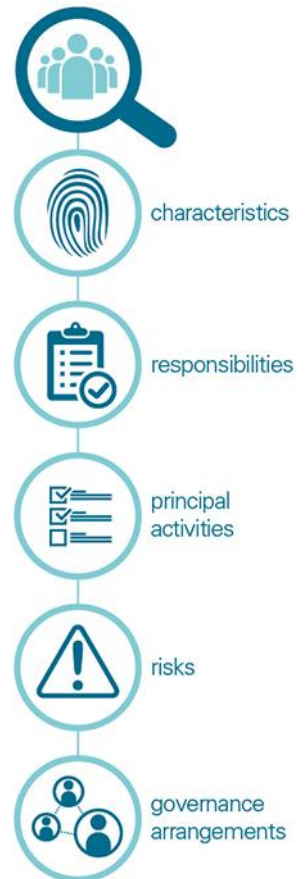 characteristics
responsibilities
principal
activities
risks
governance
arrangements